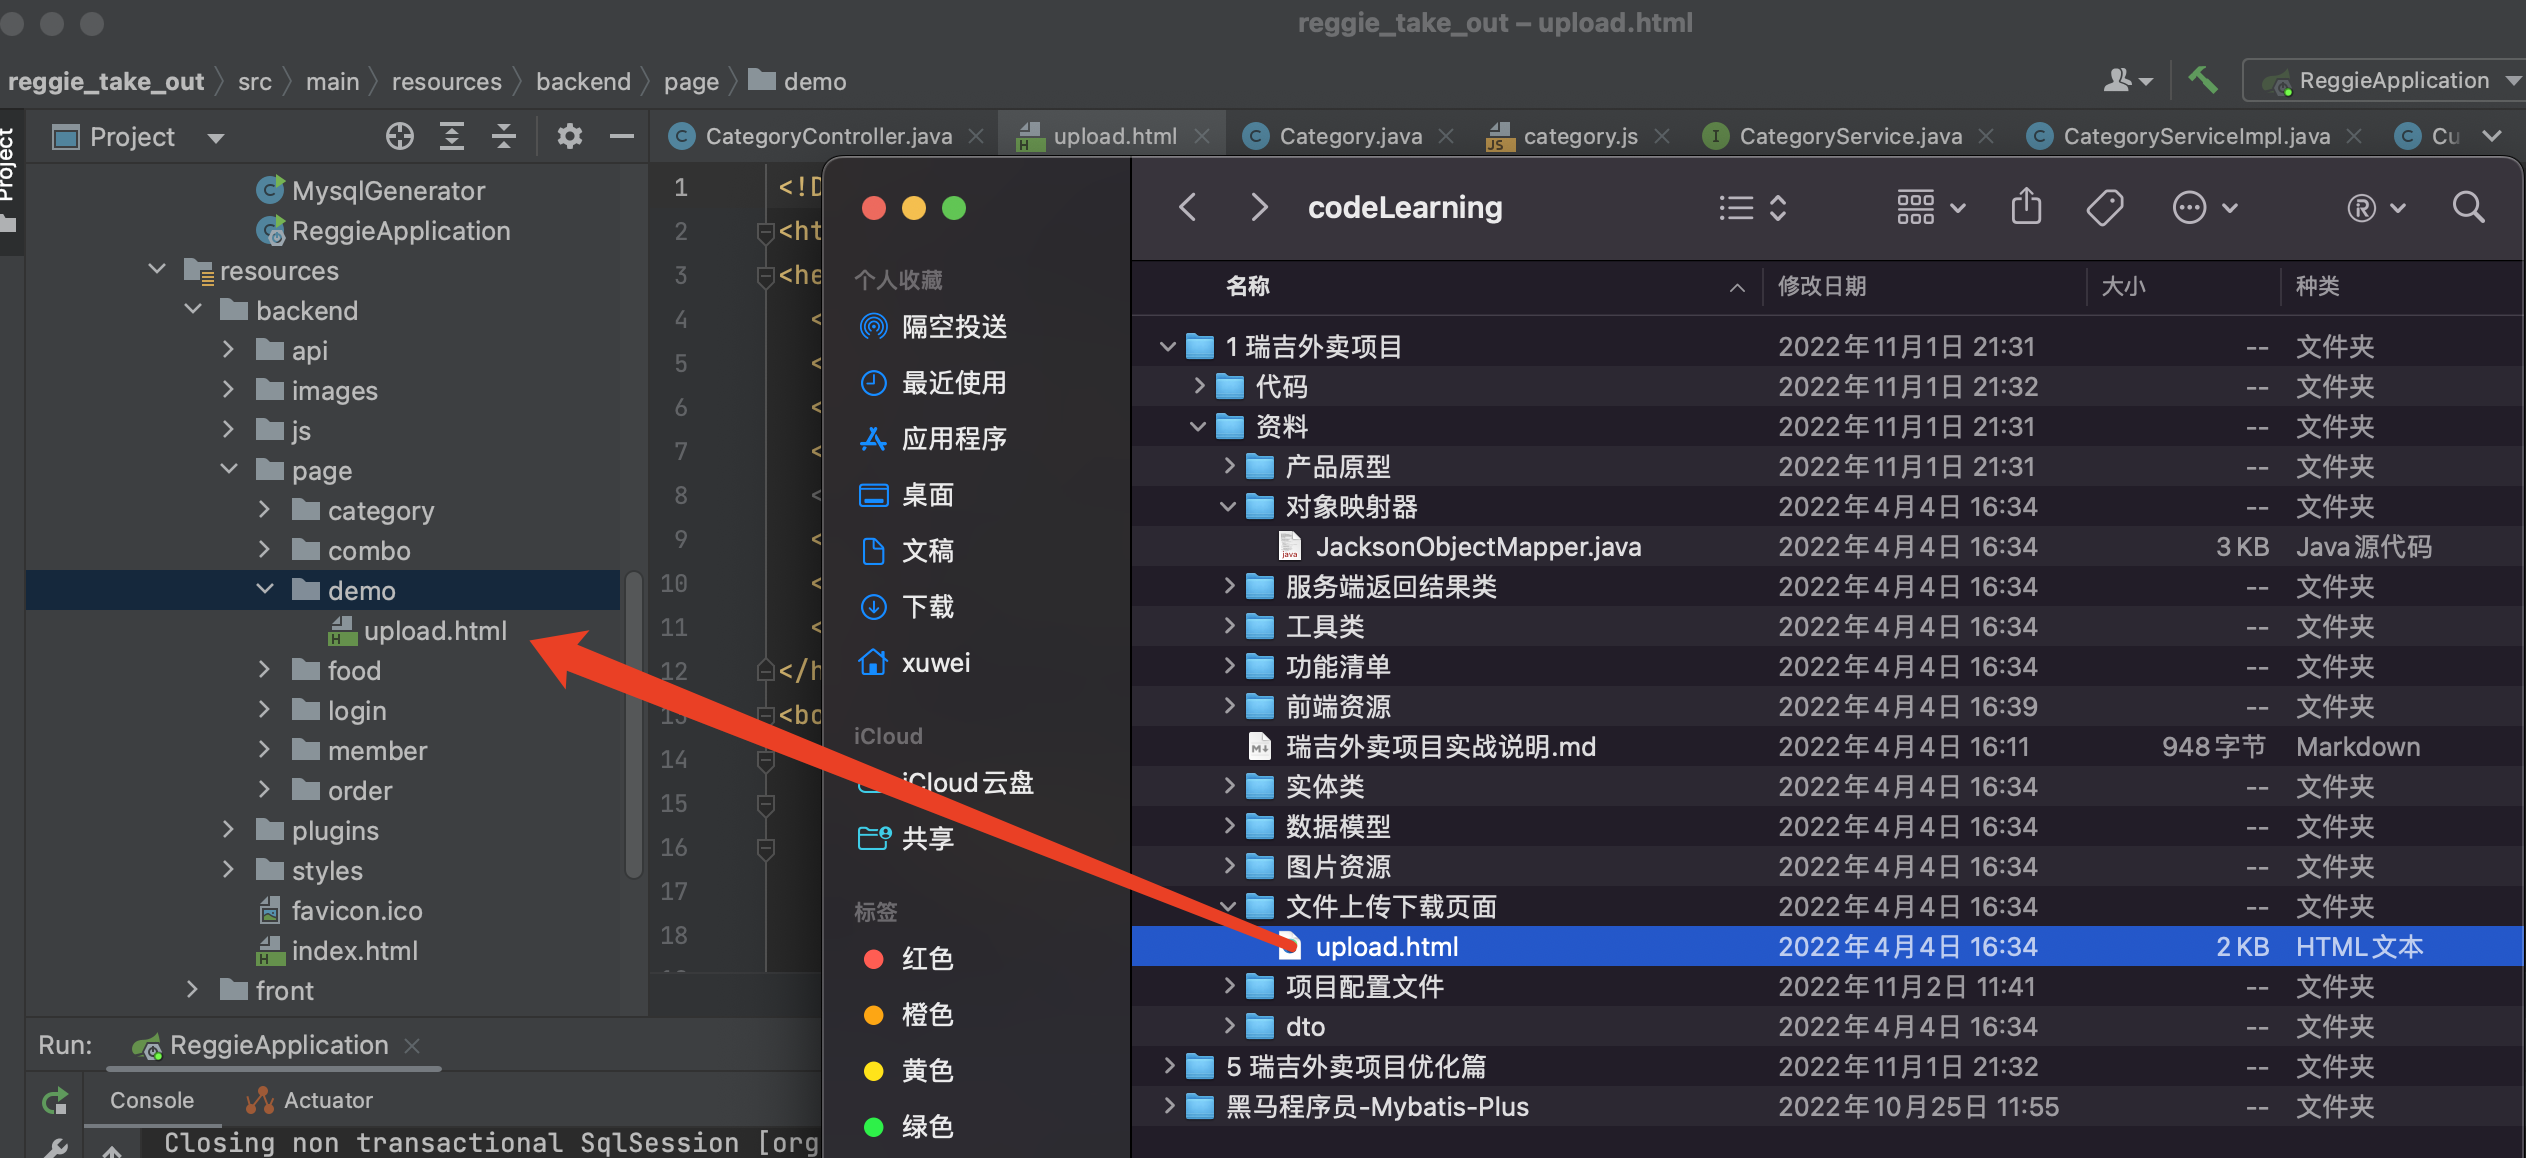 reggie_take_out – upload.html
reggie_take_out src main resources backend page demo
ReggieApplication
Project
Project
CategoryController.java
upload.html
Category.java
category.js
CategoryService.java
CategoryServiceImpl.java
Cu
MysqlGenerator
ReggieApplication
resources
backend
api
images
js
page
category
combo
demo
upload.html
food
login
member
order
plugins
styles
favicon.ico
index.html
front
1 <!D
2 <ht
3 <he
4 <
5 <
6 <
7 <
8 <
9 <
10 <
11 <
12 </h
13 <bo
14
15
16
17
18
Run: ReggieApplication
Console Actuator
Closing non transactional SqlSession [org
个人收藏
隔空投送
最近使用
应用程序
桌面
文稿
下载
xuwei
iCloud
iCloud云盘
共享
标签
红色
橙色
黄色
绿色
codeLearning
名称 修改日期 大小 种类
1 瑞吉外卖项目 2022年11月1日 21:31 -- 文件夹
代码 2022年11月1日 21:32 -- 文件夹
资料 2022年11月1日 21:31 -- 文件夹
产品原型 2022年11月1日 21:31 -- 文件夹
对象映射器 2022年4月4日 16:34 -- 文件夹
JacksonObjectMapper.java 2022年4月4日 16:34 3 KB Java源代码
服务端返回结果类 2022年4月4日 16:34 -- 文件夹
工具类 2022年4月4日 16:34 -- 文件夹
功能清单 2022年4月4日 16:34 -- 文件夹
前端资源 2022年4月4日 16:39 -- 文件夹
瑞吉外卖项目实战说明.md 2022年4月4日 16:11 948字节 Markdown
实体类 2022年4月4日 16:34 -- 文件夹
数据模型 2022年4月4日 16:34 -- 文件夹
图片资源 2022年4月4日 16:34 -- 文件夹
文件上传下载页面 2022年4月4日 16:34 -- 文件夹
upload.html 2022年4月4日 16:34 2 KB HTML文本
项目配置文件 2022年11月2日 11:41 -- 文件夹
dto 2022年4月4日 16:34 -- 文件夹
5 瑞吉外卖项目优化篇 2022年11月1日 21:32 -- 文件夹
黑马程序员-Mybatis-Plus 2022年10月25日 11:55 -- 文件夹